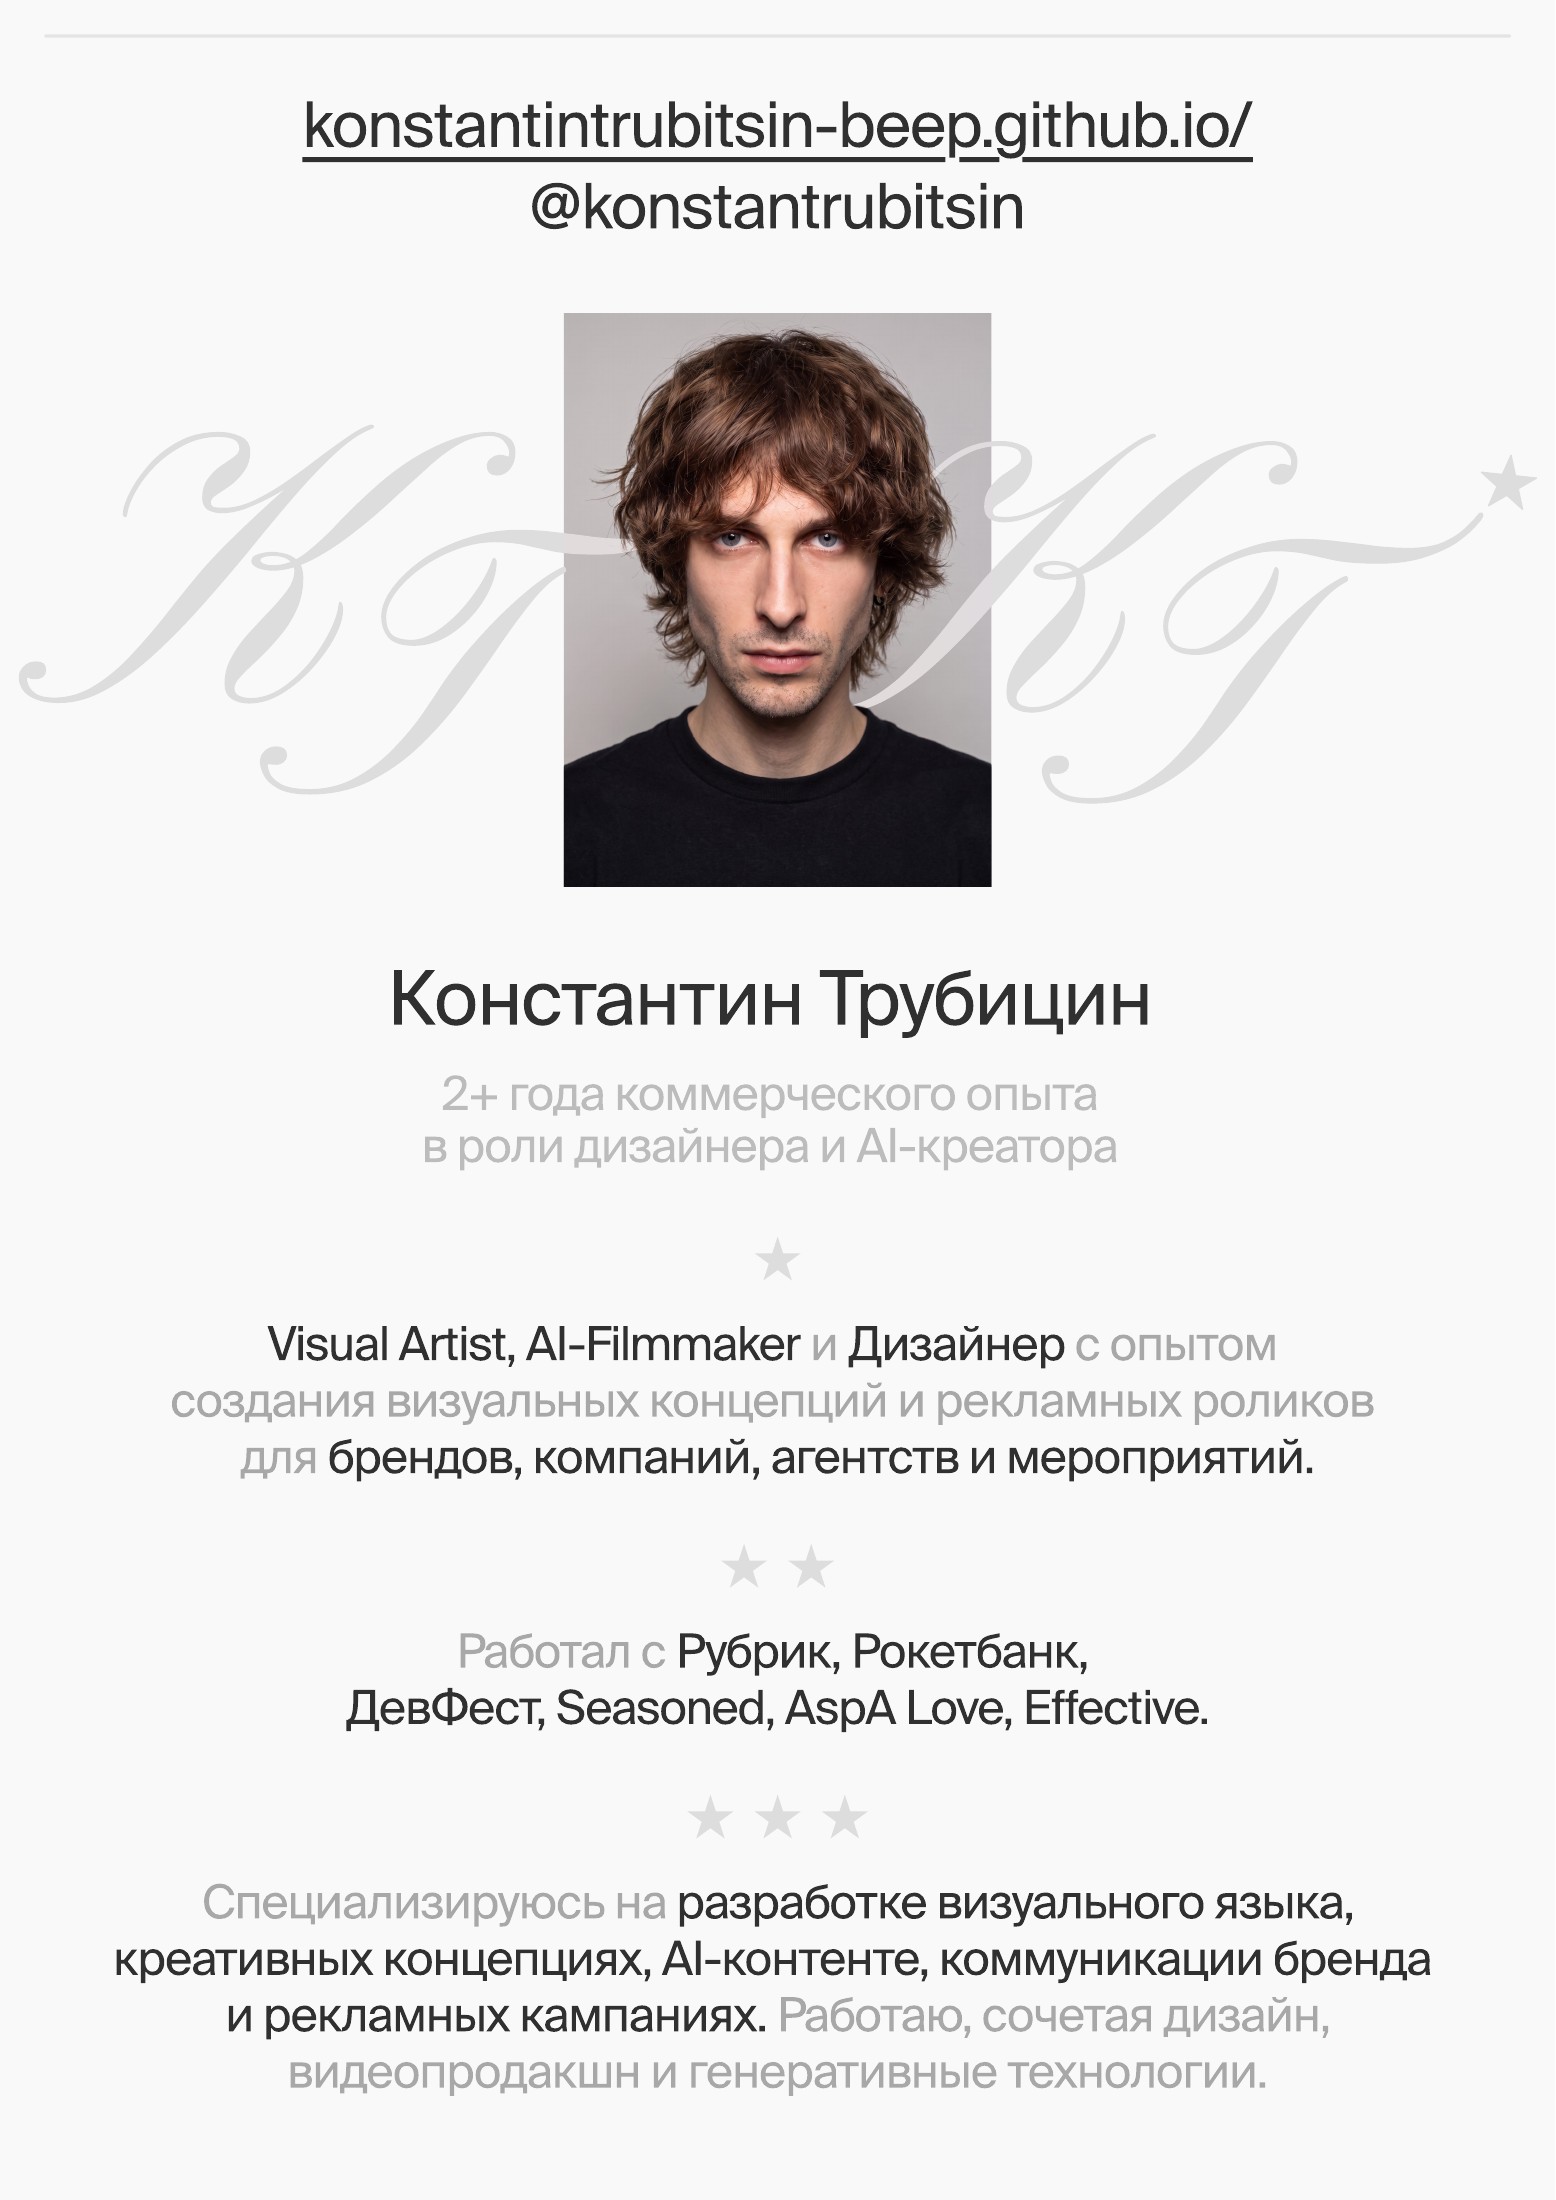 konstantintrubitsin-beep.github.io/
@konstantrubitsin
KT KT
Константин Трубицин
2+ года коммерческого опыта
в роли дизайнера и AI-креатора
Visual Artist, AI-Filmmaker и Дизайнер с опытом
создания визуальных концепций и рекламных роликов
для брендов, компаний, агентств и мероприятий.
Работал с Рубрик, Рокетбанк,
ДевФест, Seasoned, AspA Love, Effective.
Специализируюсь на разработке визуального языка,
креативных концепциях, AI-контенте, коммуникации бренда
и рекламных кампаниях. Работаю, сочетая дизайн,
видеопродакшн и генеративные технологии.